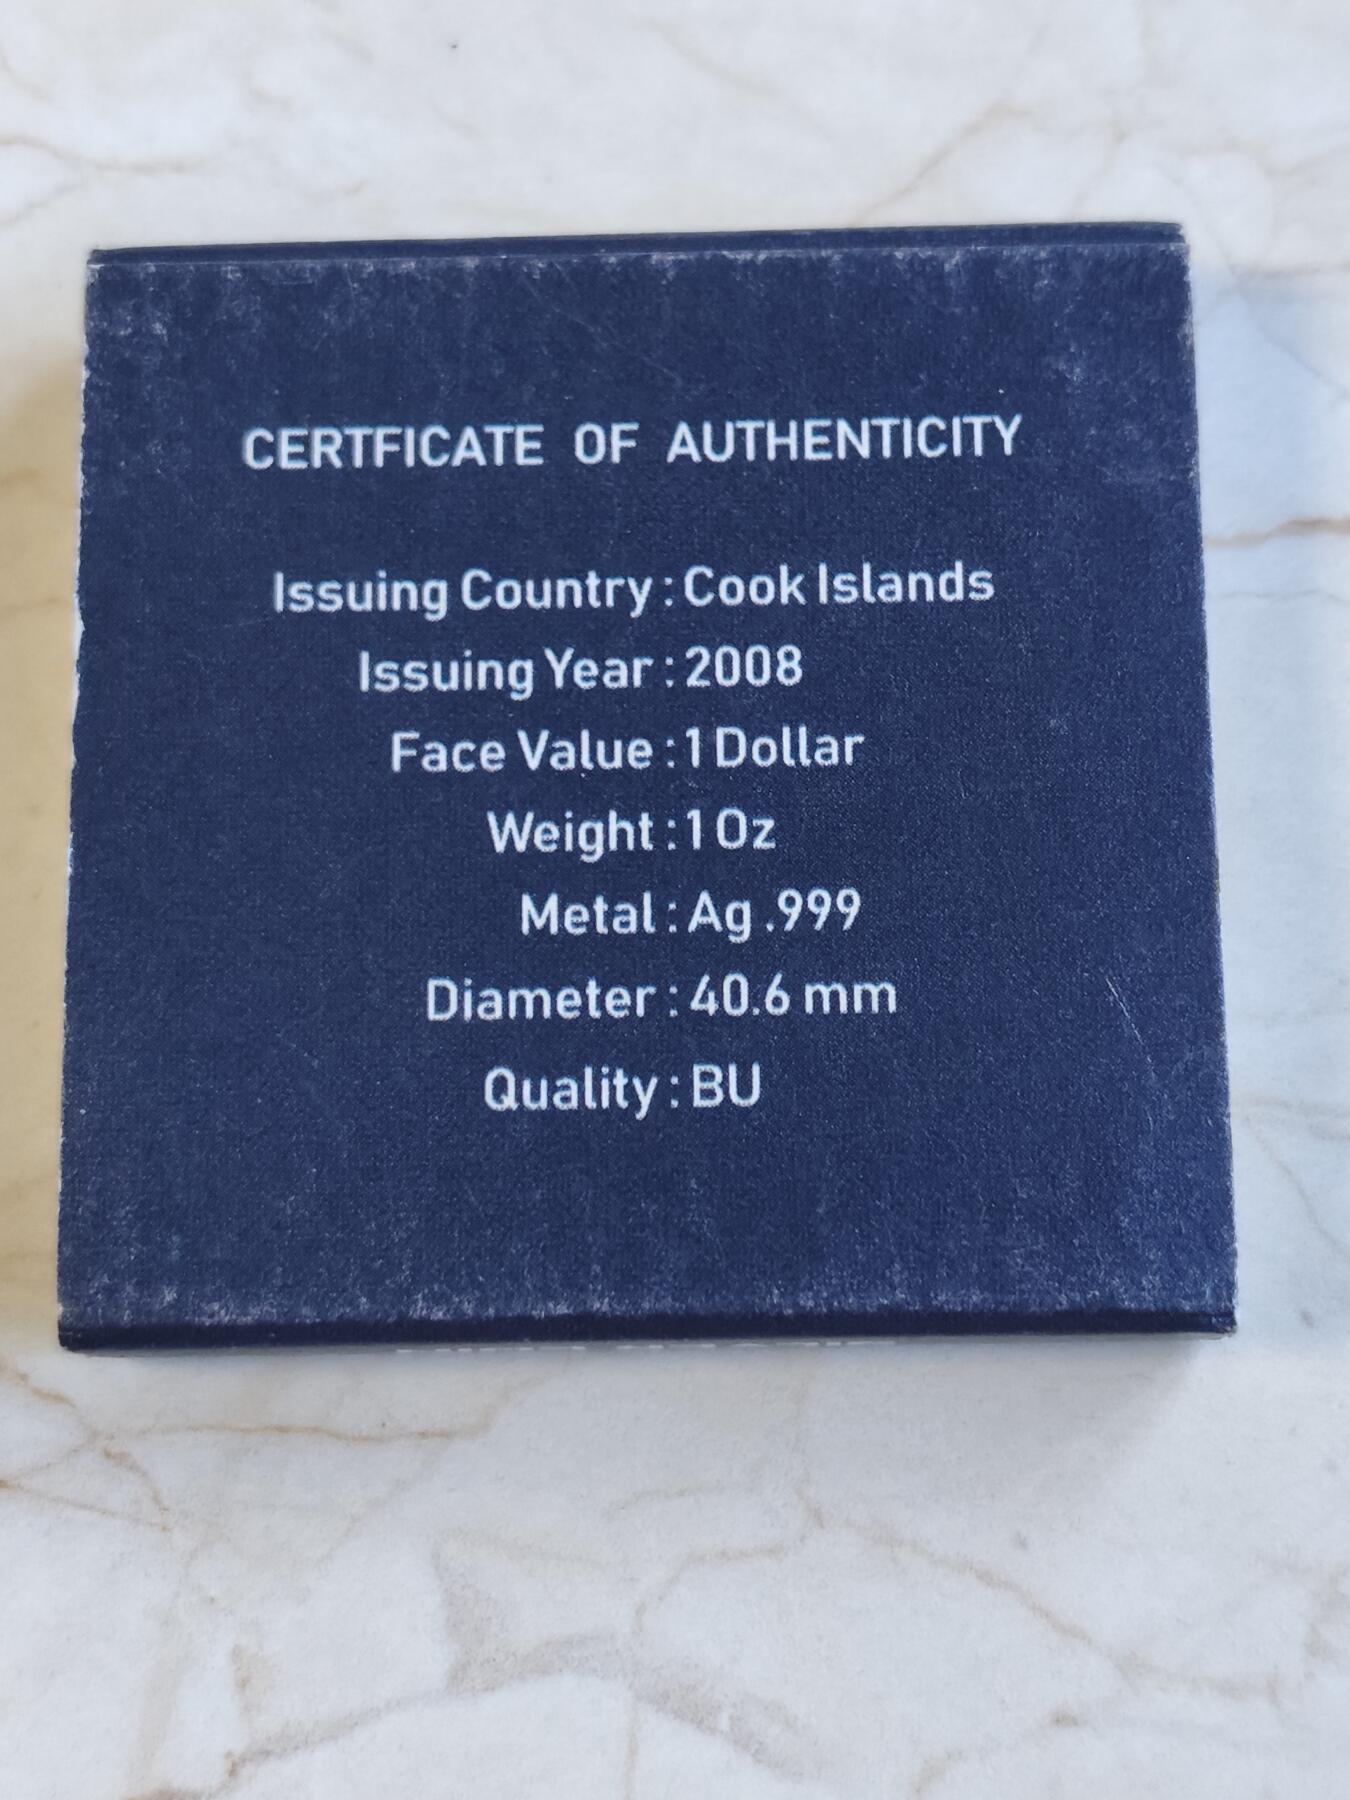 CERTFICATE OF AUTHENTICITY
Issuing Country : Cook Islands
Issuing Year : 2008
Face Value : 1 Dollar
Weight : 1 Oz
Metal : Ag .999
Diameter : 40.6 mm
Quality : BU